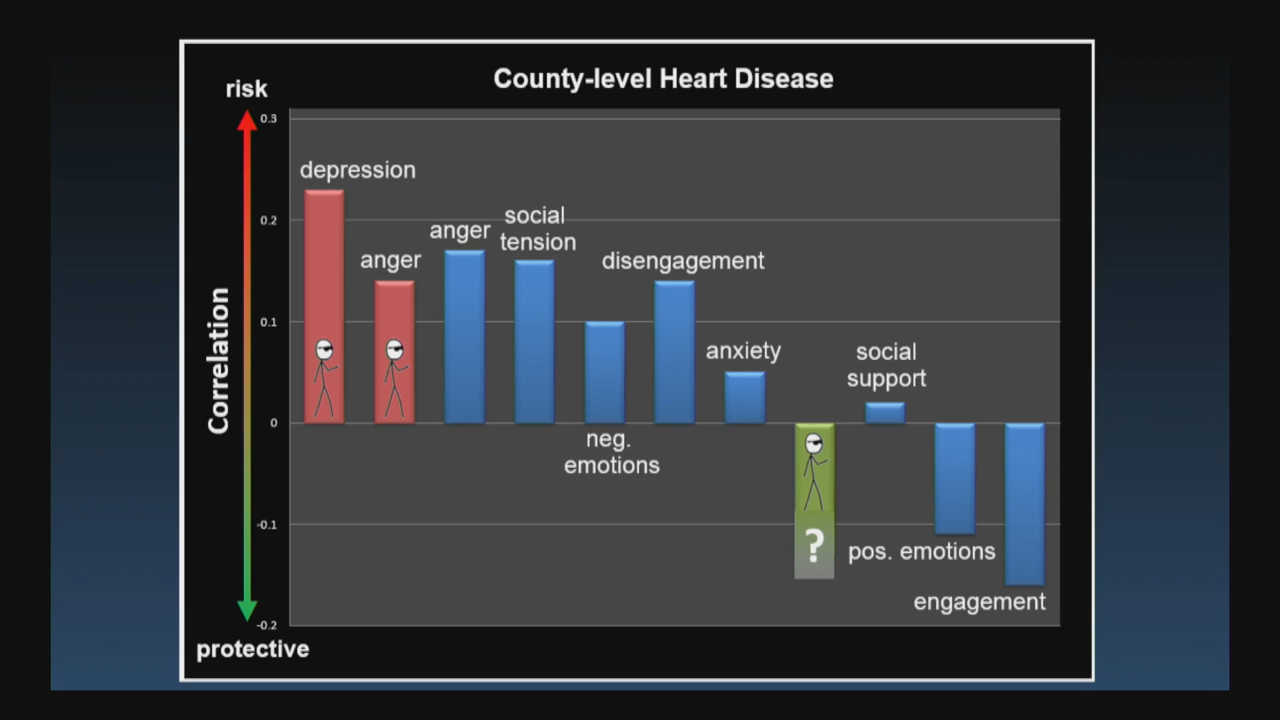 County-level Heart Disease
risk
0.3
0.2
0.1
0
-0.1
-0.2
protective
Correlation
depression
anger
anger
social
tension
neg.
emotions
disengagement
anxiety
?
social
support
pos. emotions
engagement